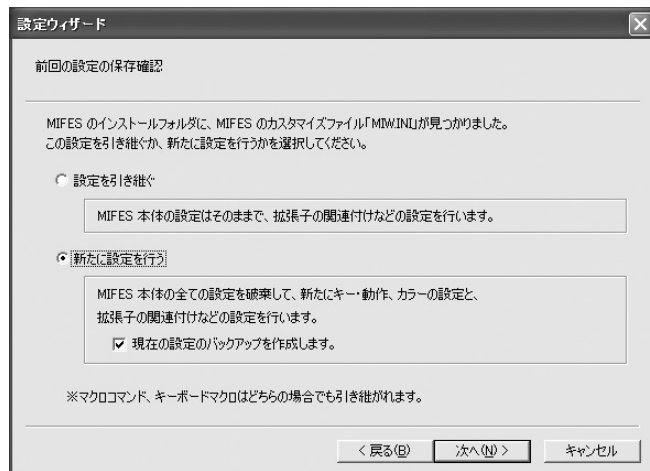 設定ウィザード
前回の設定の保存確認
MIFES のインストールフォルダに、MIFES のカスタマイズファイル「MIW.INI」が見つかりました。
この設定を引き継ぐか、新たに設定を行うかを選択してください。
設定を引き継ぐ
MIFES 本体の設定はそのままで、拡張子の関連付けなどの設定を行います。
新たに設定を行う
MIFES 本体の全ての設定を破棄して、新たにキー・動作、カラーの設定と、
拡張子の関連付けなどの設定を行います。
現在の設定のバックアップを作成します。
※マクロコマンド、キーボードマクロはどちらの場合でも引き継がれます。
< 戻る(B) 次へ(N) > キャンセル